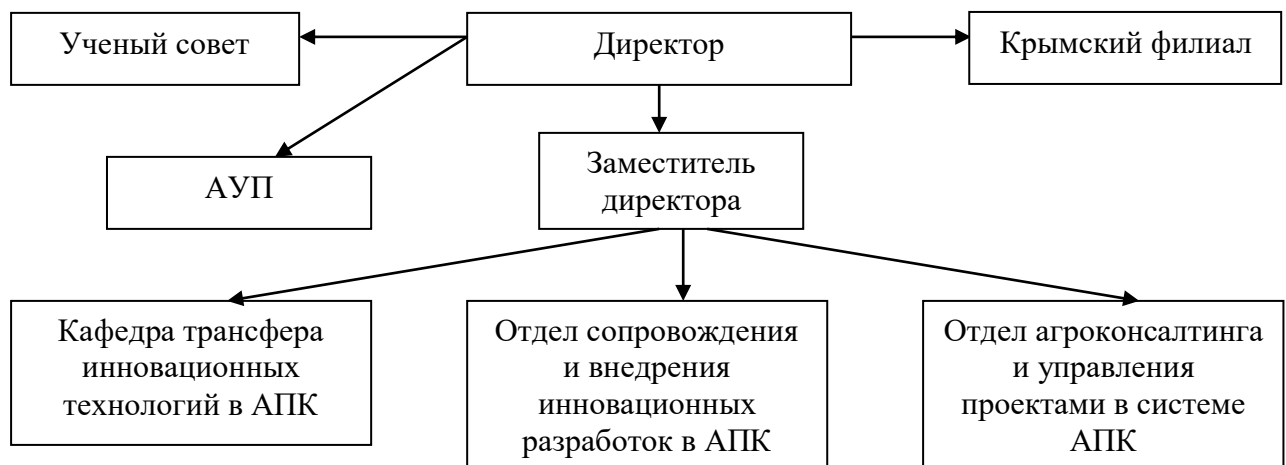 Ученый совет
Директор
Крымский филиал
АУП
Заместитель
директора
Кафедра трансфера
инновационных
технологий в АПК
Отдел сопровождения
и внедрения
инновационных
разработок в АПК
Отдел агроконсалтинга
и управления
проектами в системе
АПК